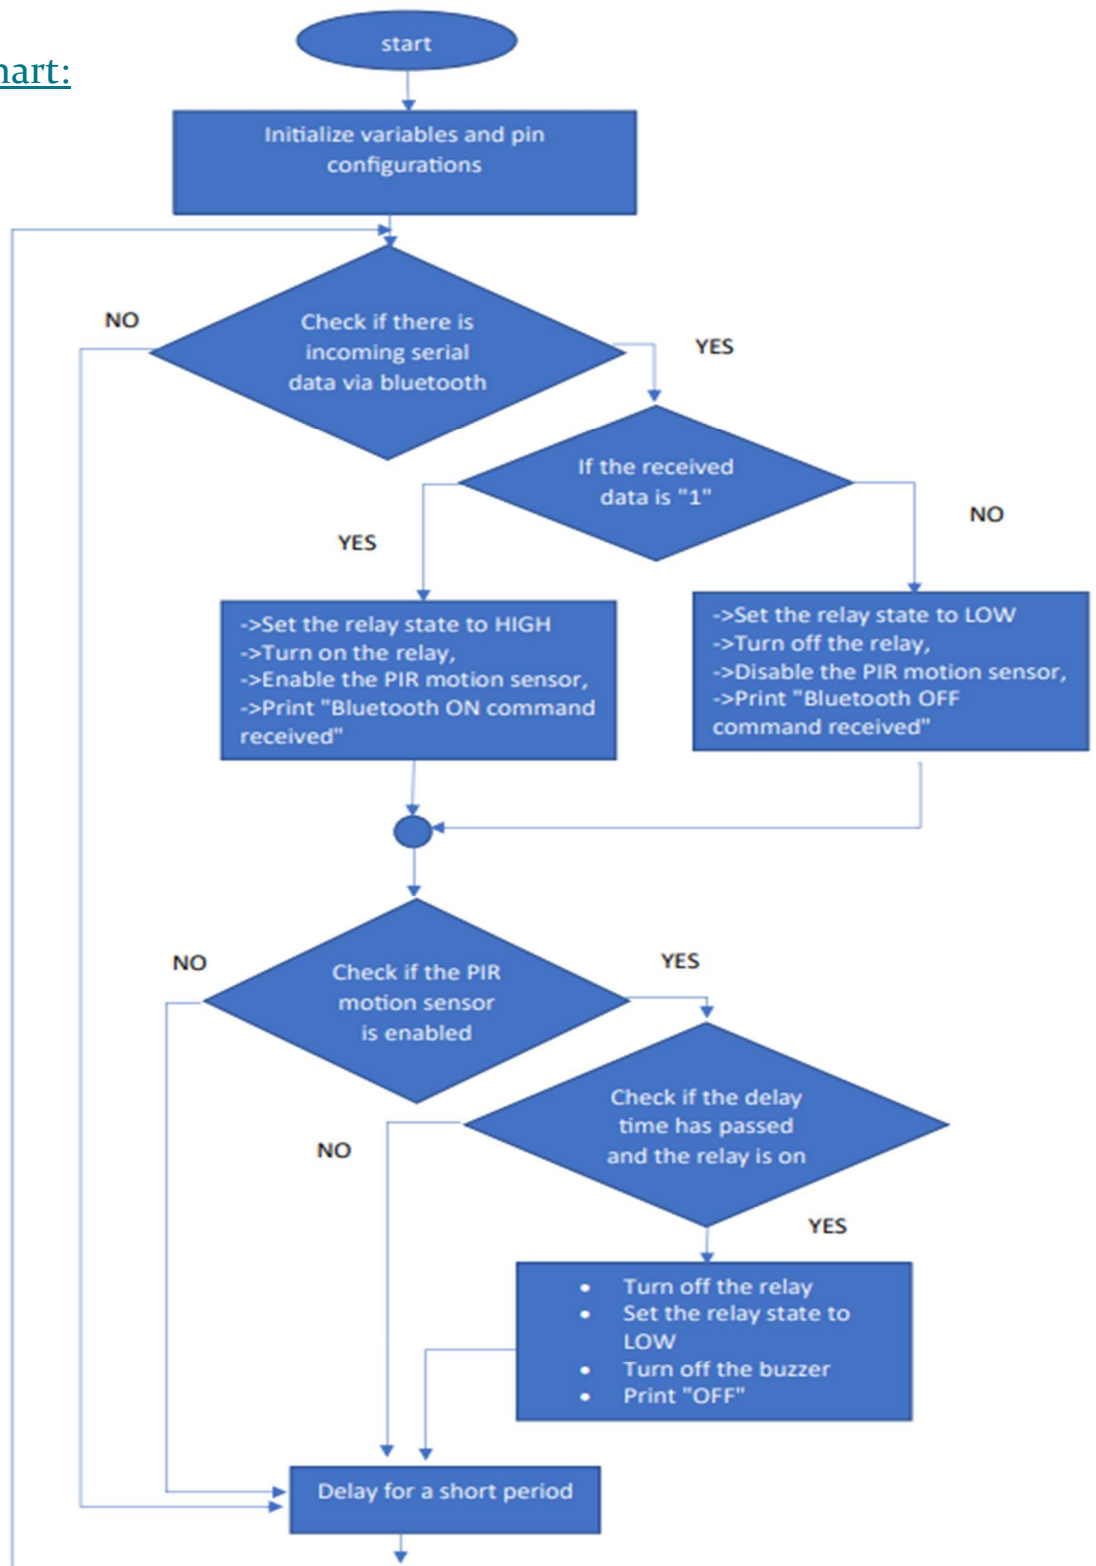 hart:
start
Initialize variables and pin
configurations
NO
Check if there is
incoming serial
data via bluetooth
YES
If the received
data is "1"
YES
NO
->Set the relay state to HIGH
->Turn on the relay,
->Enable the PIR motion sensor,
->Print "Bluetooth ON command
received"
->Set the relay state to LOW
->Turn off the relay,
->Disable the PIR motion sensor,
->Print "Bluetooth OFF
command received"
NO
Check if the PIR
motion sensor
is enabled
YES
NO
Check if the delay
time has passed
and the relay is on
YES
• Turn off the relay
• Set the relay state to
LOW
• Turn off the buzzer
• Print "OFF"
Delay for a short period